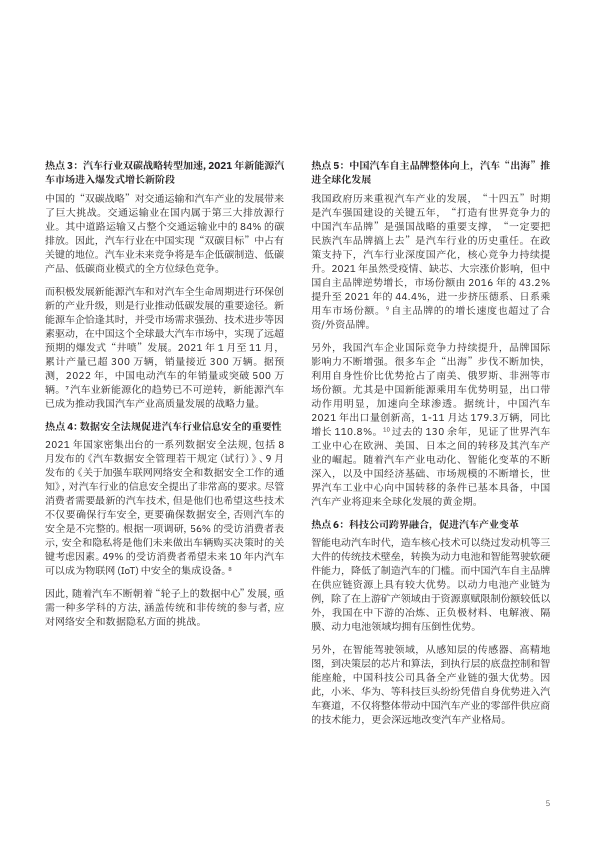 热点 3：汽车行业双碳战略转型加速, 2021 年新能源汽
车市场进入爆发式增长新阶段
中国的“双碳战略”对交通运输和汽车产业的发展带来
了巨大挑战。交通运输业在国内属于第三大排放源行
业。其中道路运输又占整个交通运输业中的 84% 的碳
排放。因此，汽车行业在中国实现“双碳目标”中占有
关键的地位。汽车业未来竞争将是车企低碳制造、低碳
产品、低碳商业模式的全方位绿色竞争。
而积极发展新能源汽车和对汽车全生命周期进行环保创
新的产业升级，则是行业推动低碳发展的重要途径。新
能源车企恰逢其时，并受市场需求强劲、技术进步等因
素驱动，在中国这个全球最大汽车市场中，实现了远超
预期的爆发式“井喷”发展。2021 年 1 月至 11 月，
累计产量已超 300 万辆，销量接近 300 万辆。据预
测，2022 年，中国电动汽车的年销量或突破 500 万
辆。⁷ 汽车业新能源化的趋势已不可逆转，新能源汽车
已成为推动我国汽车产业高质量发展的战略力量。
热点 4: 数据安全法规促进汽车行业信息安全的重要性
2021 年国家密集出台的一系列数据安全法规, 包括 8
月发布的《汽车数据安全管理若干规定 (试行) 》、9 月
发布的《关于加强车联网网络安全和数据安全工作的通
知》，对汽车行业的信息安全提出了非常高的要求。尽管
消费者需要最新的汽车技术，但是他们也希望这些技术
不仅要确保行车安全, 更要确保数据安全, 否则汽车的
安全是不完整的。根据一项调研, 56% 的受访消费者表
示, 安全和隐私将是他们未来做出车辆购买决策时的关
键考虑因素。49% 的受访消费者希望未来 10 年内汽车
可以成为物联网 (IoT) 中安全的集成设备。⁸
因此, 随着汽车不断朝着“轮子上的数据中心”发展, 亟
需一种多学科的方法, 涵盖传统和非传统的参与者, 应
对网络安全和数据隐私方面的挑战。
热点 5：中国汽车自主品牌整体向上，汽车“出海”推
进全球化发展
我国政府历来重视汽车产业的发展，“十四五”时期
是汽车强国建设的关键五年，“打造有世界竞争力的
中国汽车品牌”是强国战略的重要支撑，“一定要把
民族汽车品牌搞上去”是汽车行业的历史重任。在政
策支持下，汽车行业深度国产化，核心竞争力持续提
升。2021 年虽然受疫情、缺芯、大宗涨价影响，但中
国自主品牌逆势增长，市场份额由 2016 年的 43.2%
提升至 2021 年的 44.4%，进一步挤压德系、日系乘
用车市场份额。⁹ 自主品牌的的增长速度也超过了合
资/外资品牌。
另外，我国汽车企业国际竞争力持续提升，品牌国际
影响力不断增强。很多车企“出海”步伐不断加快，
利用自身性价比优势抢占了南美、俄罗斯、非洲等市
场份额。尤其是中国新能源乘用车优势明显，出口带
动作用明显，加速向全球渗透。据统计，中国汽车
2021 年出口量创新高，1-11 月达 179.3万辆，同比增
长 110.8%。¹⁰ 过去的 130 余年，见证了世界汽车
工业中心在欧洲、美国、日本之间的转移及其汽车产
业的崛起。随着汽车产业电动化、智能化变革的不断
深入，以及中国经济基础、市场规模的不断增长，世
界汽车工业中心向中国转移的条件已基本具备，中国
汽车产业将迎来全球化发展的黄金期。
热点 6：科技公司跨界融合，促进汽车产业变革
智能电动汽车时代，造车核心技术可以绕过发动机等三
大件的传统技术壁垒，转换为动力电池和智能驾驶软硬
件能力，降低了制造汽车的门槛。而中国汽车自主品牌
在供应链资源上具有较大优势。以动力电池产业链为
例，除了在上游矿产领域由于资源禀赋限制份额较低以
外，我国在中下游的冶炼、正负极材料、电解液、隔
膜、动力电池领域均拥有压倒性优势。
另外，在智能驾驶领域，从感知层的传感器、高精地
图，到决策层的芯片和算法，到执行层的底盘控制和智
能座舱，中国科技公司具备全产业链的强大优势。因
此，小米、华为、等科技巨头纷纷凭借自身优势进入汽
车赛道，不仅将整体带动中国汽车产业的零部件供应商
的技术能力，更会深远地改变汽车产业格局。
5